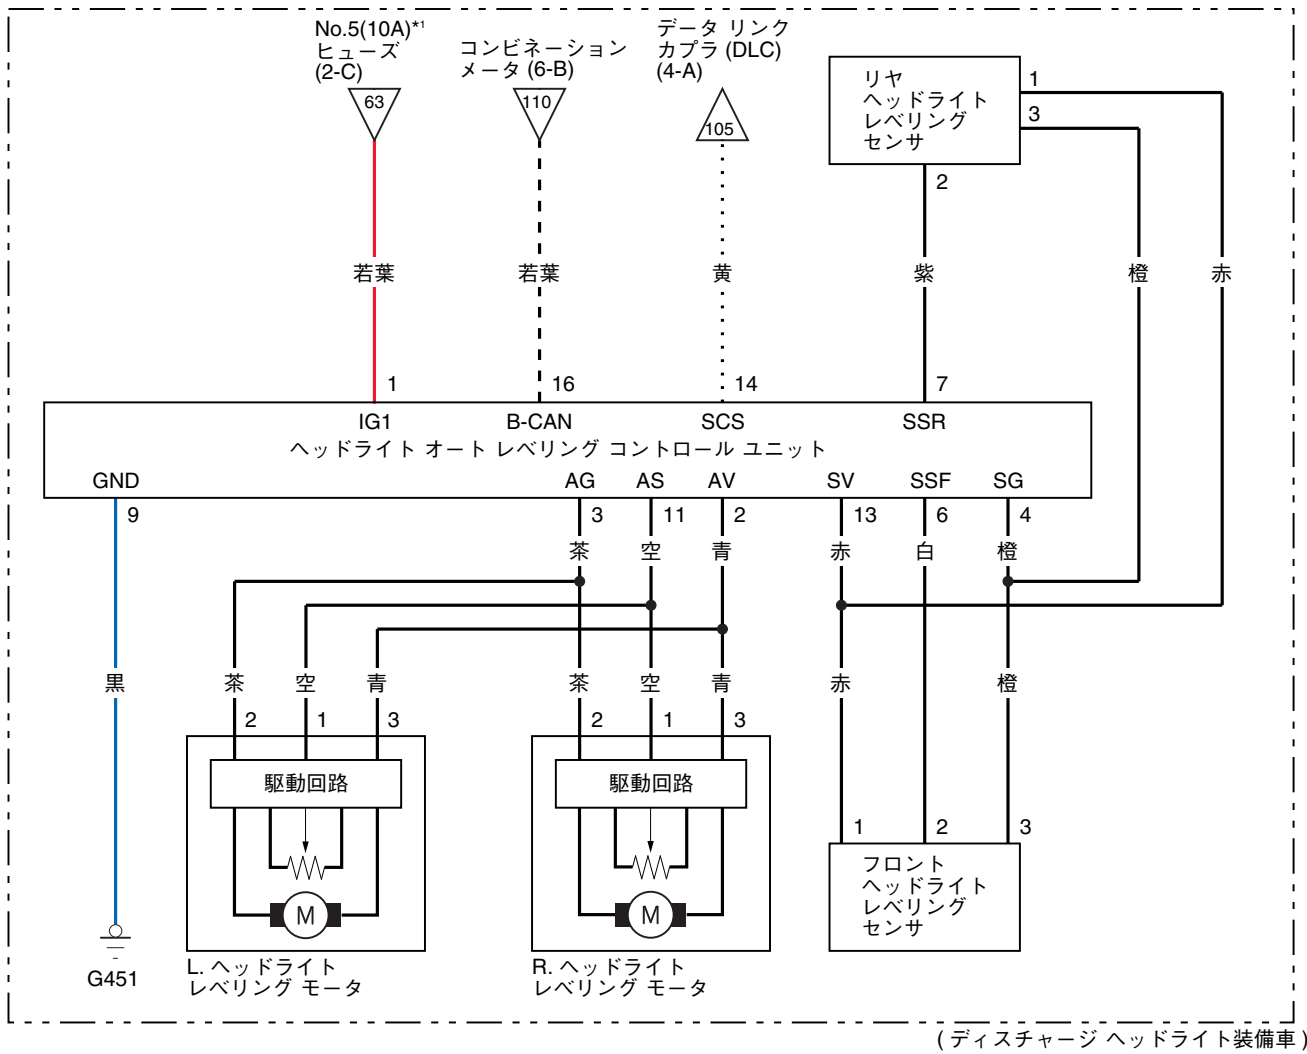 No.5(10A)*1
ヒューズ
(2-C)
コンビネーション
メータ (6-B)
データ リンク
カプラ (DLC)
(4-A)
63
110
105
リヤ
ヘッドライト
レベリング
センサ
1
3
2
若葉
若葉
黄
紫
橙
赤
1
16
14
7
IG1
B-CAN
SCS
SSR
ヘッドライト オート レベリング コントロール ユニット
GND
AG
AS
AV
SV
SSF
SG
9
3
11
2
13
6
4
茶
空
青
赤
白
橙
黒
茶
空
青
茶
空
青
赤
橙
2
1
3
2
1
3
駆動回路
駆動回路
1
2
3
M
M
フロント
ヘッドライト
レベリング
センサ
G451
L. ヘッドライト
レベリング モータ
R. ヘッドライト
レベリング モータ
( ディスチャージ ヘッドライト装備車 )